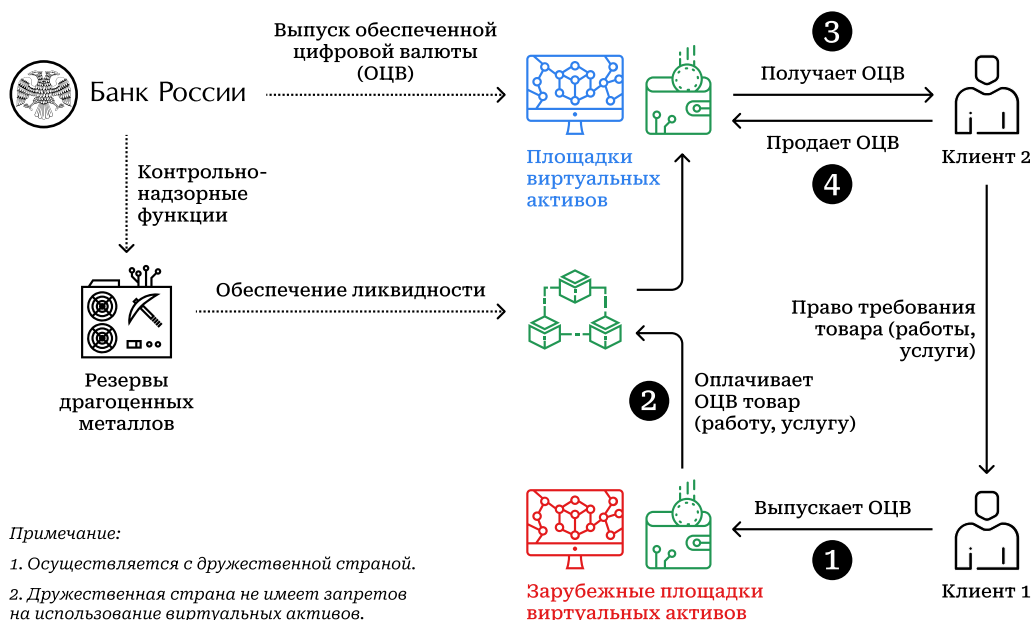 Выпуск обеспеченной
цифровой валюты
(ОЦВ)
Банк России
3
Получает ОЦВ
Продает ОЦВ
4
Клиент 2
Площадки
виртуальных
активов
Контрольно-
надзорные
функции
Обеспечение ликвидности
Право требования
товара (работы,
услуги)
Резервы
драгоценных
металлов
2
Оплачивает
ОЦВ товар
(работу, услугу)
Выпускает ОЦВ
1
Клиент 1
Зарубежные площадки
виртуальных активов
Примечание:
1. Осуществляется с дружественной страной.
2. Дружественная страна не имеет запретов
на использование виртуальных активов.